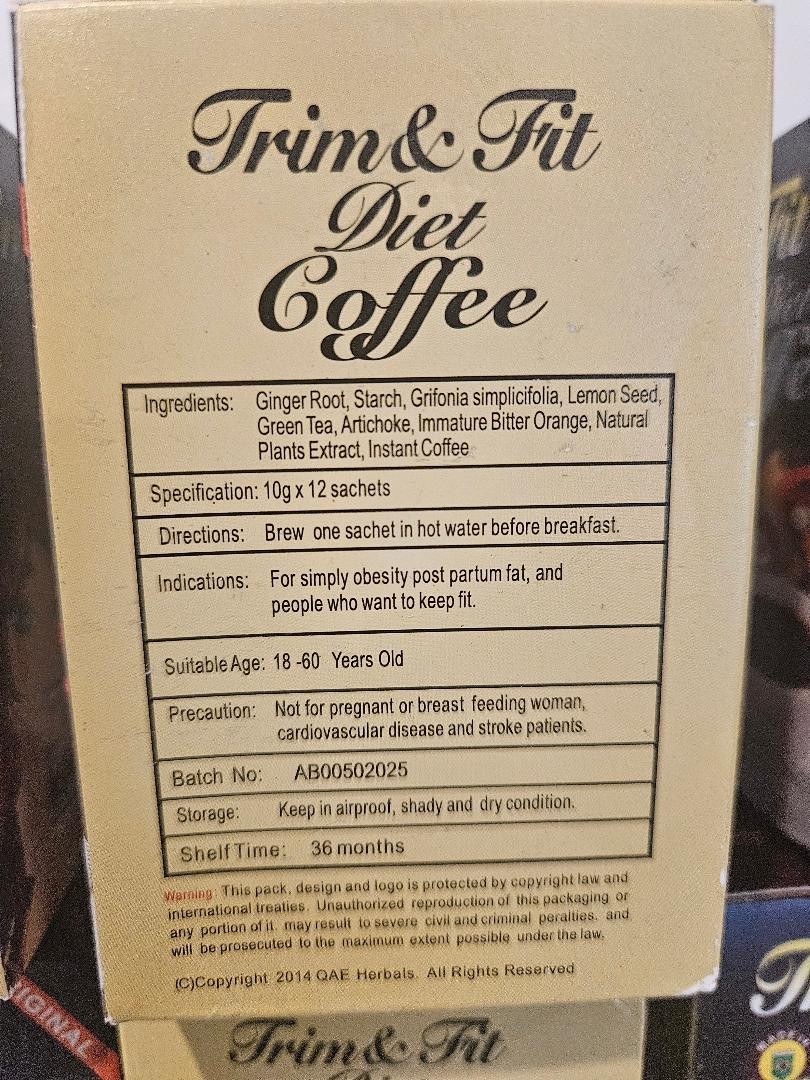 Trim & Fit
Diet
Coffee
Ingredients: Ginger Root, Starch, Grifonia simplicifolia, Lemon Seed,
Green Tea, Artichoke, Immature Bitter Orange, Natural
Plants Extract, Instant Coffee
Specification: 10g x 12 sachets
Directions: Brew one sachet in hot water before breakfast.
Indications: For simply obesity post partum fat, and
people who want to keep fit.
Suitable Age: 18 -60 Years Old
Precaution: Not for pregnant or breast feeding woman,
cardiovascular disease and stroke patients.
Batch No: AB00502025
Storage: Keep in airproof, shady and dry condition.
Shelf Time: 36 months
Warning: This pack, design and logo is protected by copyright law and
international treaties. Unauthorized reproduction of this packaging or
any portion of it. may result to severe civil and criminal peralties. and
will be prosecuted to the maximum extent possible under the law.
(C)Copyright 2014 QAE Herbals. All Rights Reserved
Trim & Fit